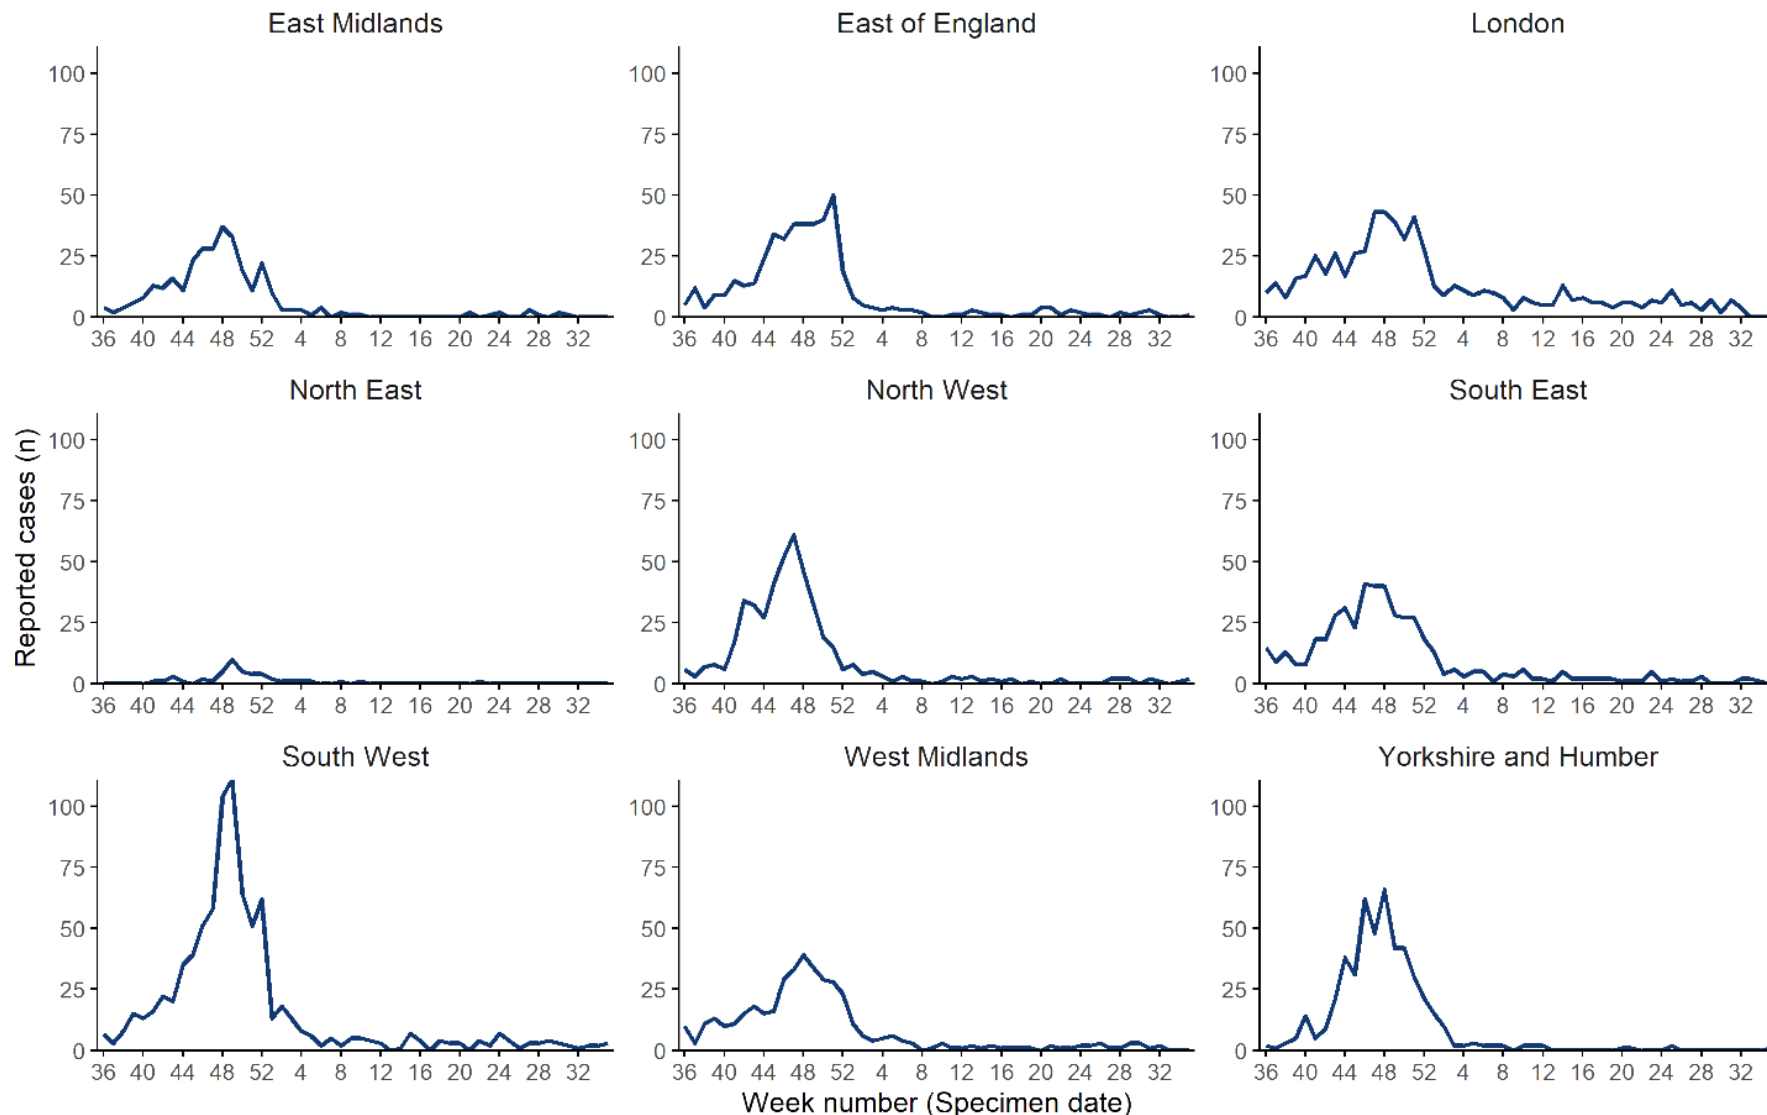 East Midlands
East of England
London
100
75
50
25
0
36 40 44 48 52 4 8 12 16 20 24 28 32
100
75
50
25
0
36 40 44 48 52 4 8 12 16 20 24 28 32
100
75
50
25
0
36 40 44 48 52 4 8 12 16 20 24 28 32
Reported cases (n)
North East
North West
South East
100
75
50
25
0
36 40 44 48 52 4 8 12 16 20 24 28 32
100
75
50
25
0
36 40 44 48 52 4 8 12 16 20 24 28 32
100
75
50
25
0
36 40 44 48 52 4 8 12 16 20 24 28 32
South West
West Midlands
Yorkshire and Humber
100
75
50
25
0
36 40 44 48 52 4 8 12 16 20 24 28 32
100
75
50
25
0
36 40 44 48 52 4 8 12 16 20 24 28 32
100
75
50
25
0
36 40 44 48 52 4 8 12 16 20 24 28 32
Week number (Specimen date)